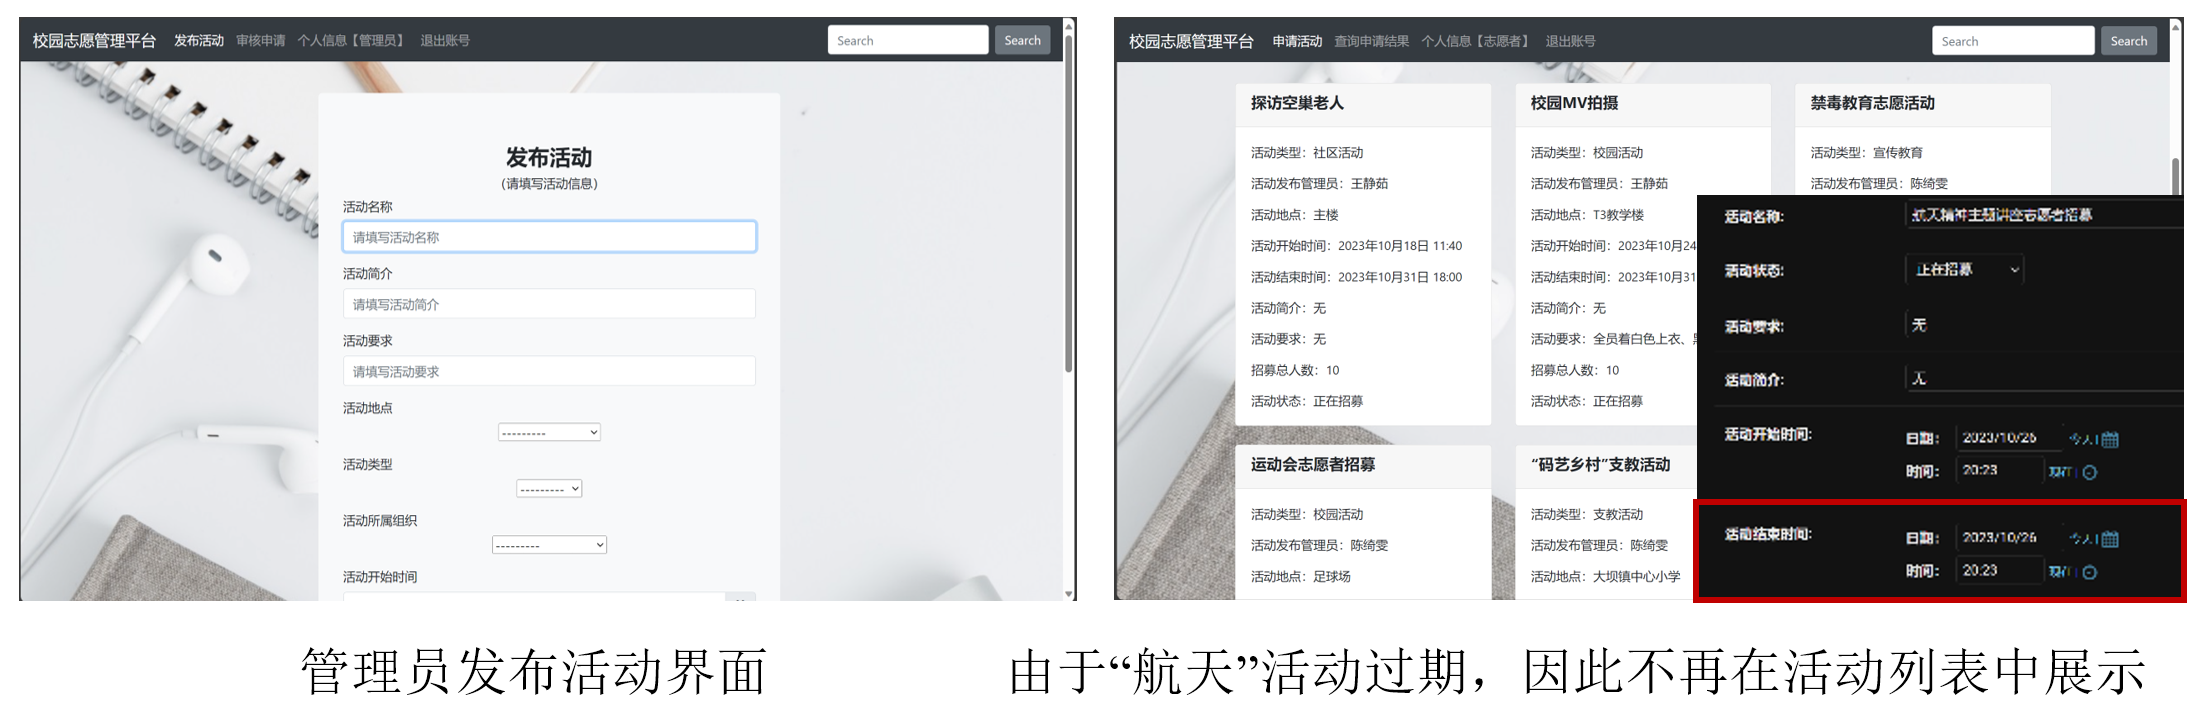 校园志愿管理平台 发布活动 审核申请 个人信息【管理员】 退出账号 Search Search
发布活动
(请填写活动信息)
活动名称
请填写活动名称
活动简介
请填写活动简介
活动要求
请填写活动要求
活动地点
---------
活动类型
---------
活动所属组织
---------
活动开始时间
管理员发布活动界面
校园志愿管理平台 申请活动 查询申请结果 个人信息【志愿者】 退出账号 Search Search
探访空巢老人
活动类型：社区活动
活动发布管理员：王静茹
活动地点：主楼
活动开始时间：2023年10月18日 11:40
活动结束时间：2023年10月31日 18:00
活动简介：无
活动要求：无
招募总人数：10
活动状态：正在招募
校园MV拍摄
活动类型：校园活动
活动发布管理员：王静茹
活动地点：T3教学楼
活动开始时间：2023年10月24
活动结束时间：2023年10月31
活动简介：无
活动要求：全员着白色上衣、
招募总人数：10
活动状态：正在招募
禁毒教育志愿活动
活动类型：宣传教育
活动发布管理员：陈绮雯
运动会志愿者招募
活动类型：校园活动
活动发布管理员：陈绮雯
活动地点：足球场
“码艺乡村”支教活动
活动类型：支教活动
活动发布管理员：陈绮雯
活动地点：大坝镇中心小学
活动名称: 航天精神主题讲座志愿者招募
活动状态: 正在招募
活动要求: 无
活动简介: 无
活动开始时间: 日期: 2023/10/26 今天
时间: 20:23 现在
活动结束时间: 日期: 2023/10/26 今天
时间: 20:23 现在
由于“航天”活动过期，因此不再在活动列表中展示